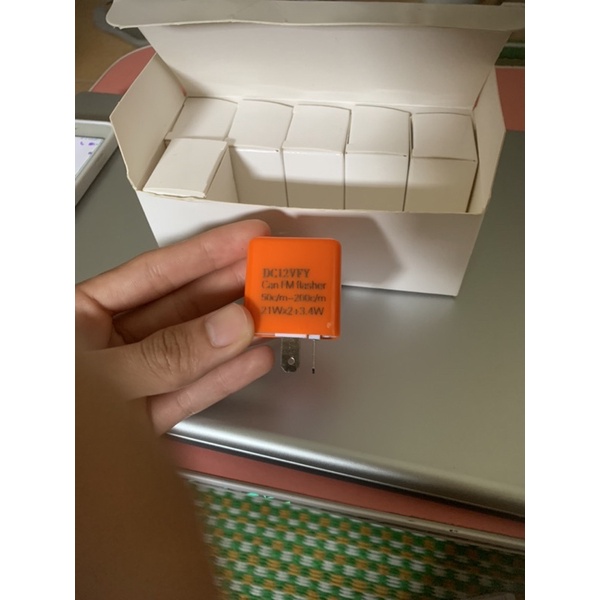 DC12VFY
Can FM flasher
50c/m-200c/m
21Wx2+3.4W